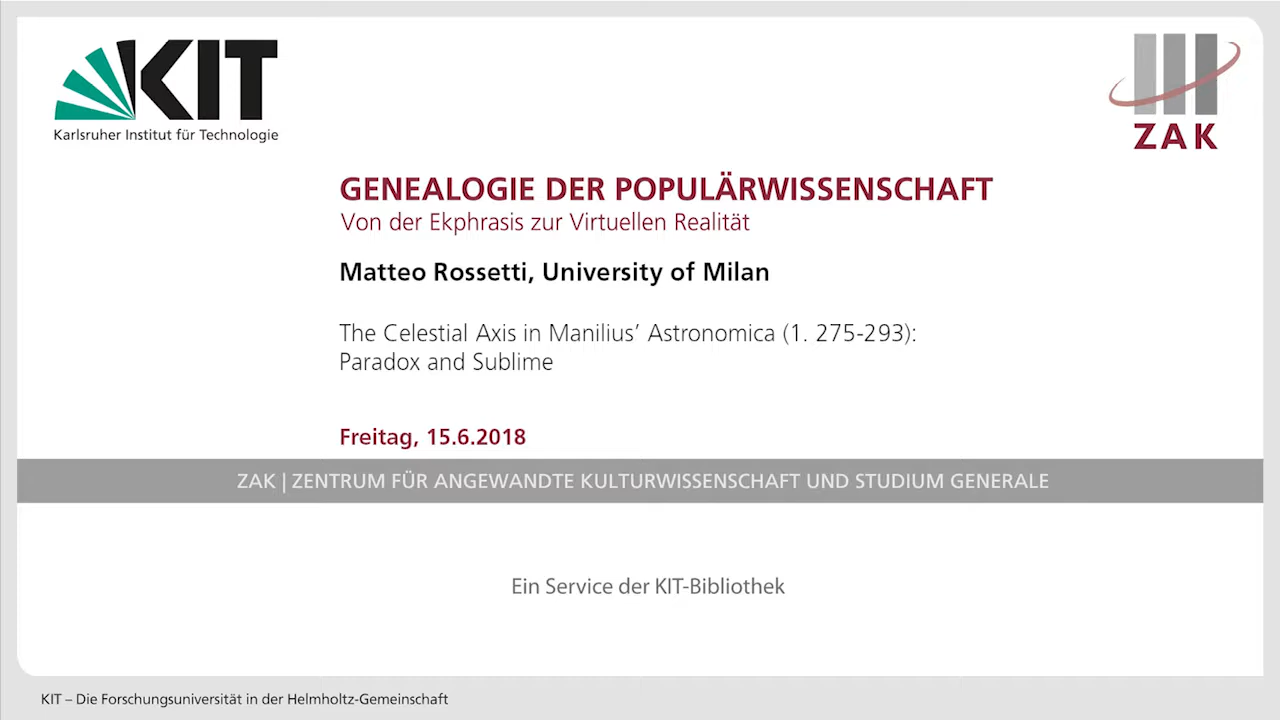 KIT
Karlsruher Institut für Technologie
ZAK
GENEALOGIE DER POPULÄRWISSENSCHAFT
Von der Ekphrasis zur Virtuellen Realität
Matteo Rossetti, University of Milan
The Celestial Axis in Manilius’ Astronomica (1. 275-293):
Paradox and Sublime
Freitag, 15.6.2018
ZAK | ZENTRUM FÜR ANGEWANDTE KULTURWISSENSCHAFT UND STUDIUM GENERALE
Ein Service der KIT-Bibliothek
KIT – Die Forschungsuniversität in der Helmholtz-Gemeinschaft